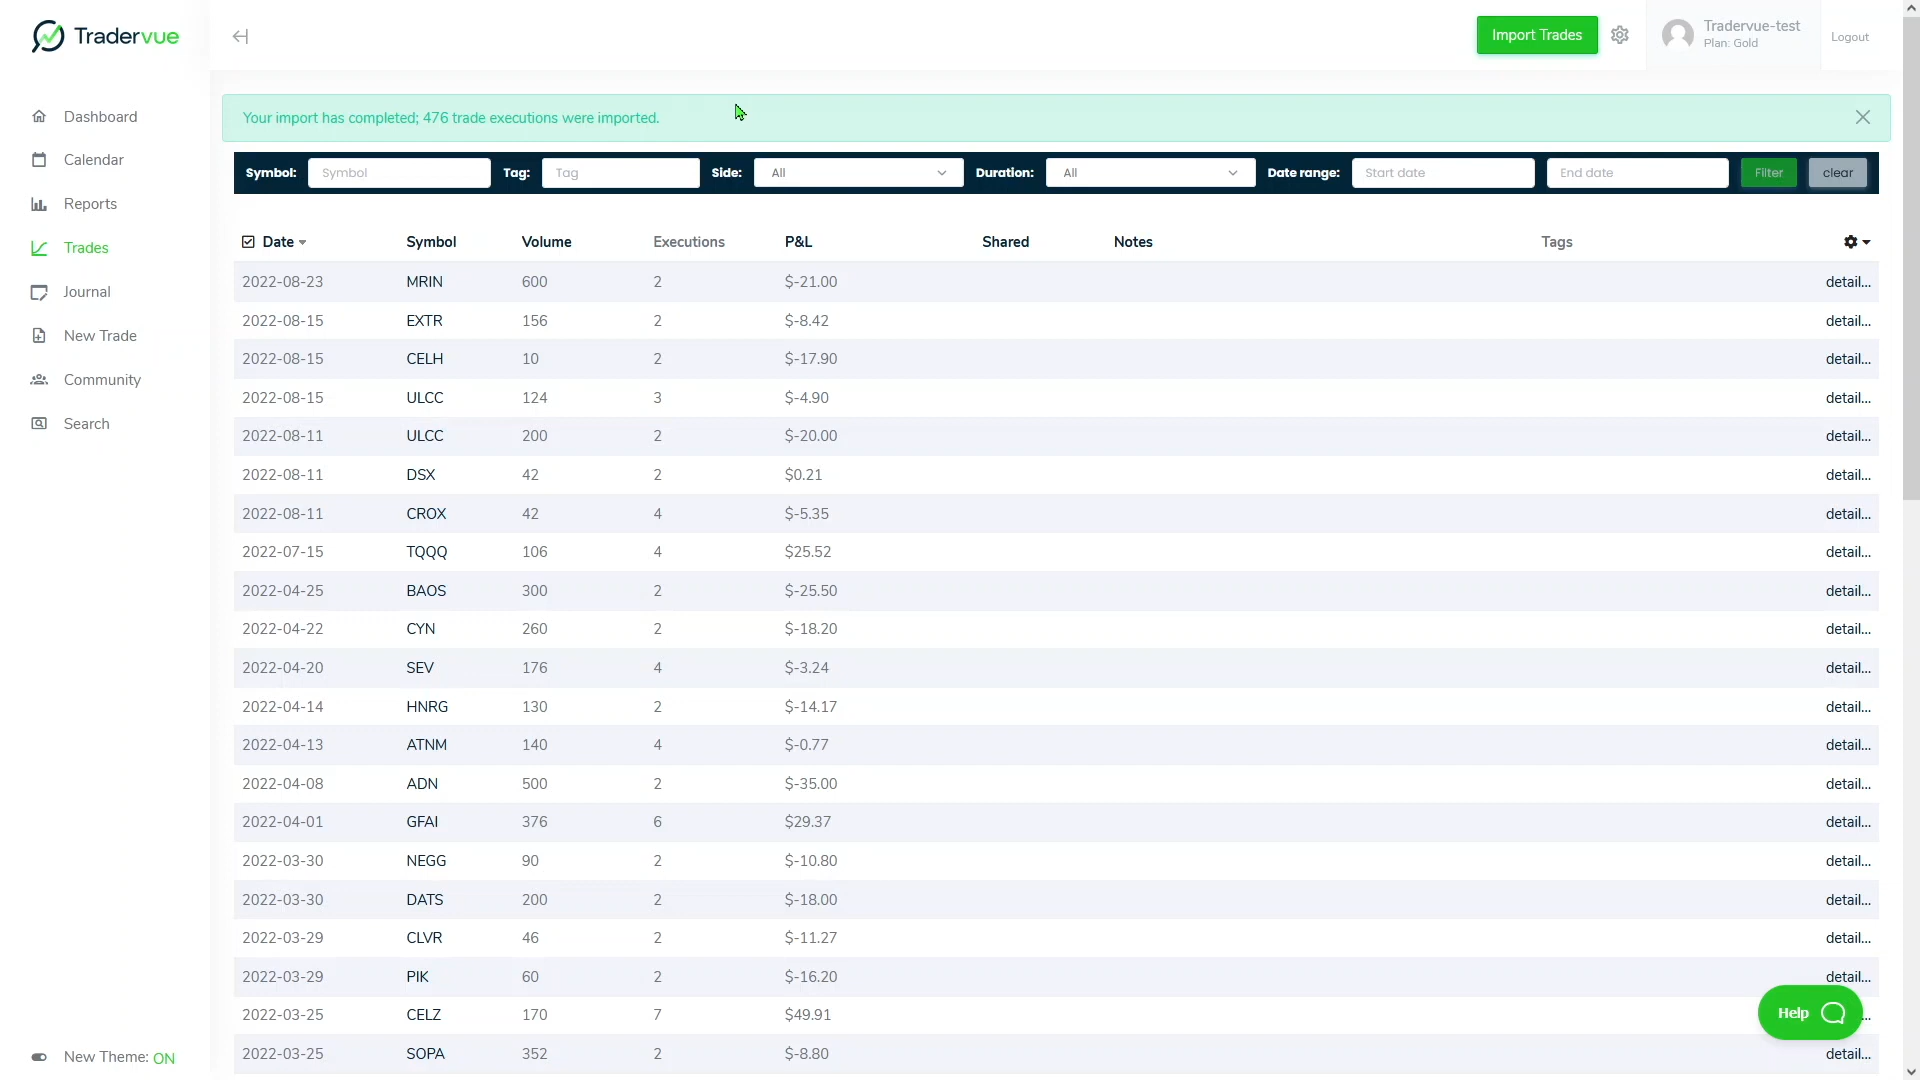 Tradervue
Import Trades
Tradervue-test
Plan: Gold
Logout
Dashboard
Calendar
Reports
Trades
Journal
New Trade
Community
Search
New Theme: ON
Your import has completed; 476 trade executions were imported.
Symbol: Symbol Tag: Tag Side: All Duration: All Date range: Start date End date Filter clear
Date Symbol Volume Executions P&L Shared Notes Tags
2022-08-23 MRIN 600 2 $-21.00 detail...
2022-08-15 EXTR 156 2 $-8.42 detail...
2022-08-15 CELH 10 2 $-17.90 detail...
2022-08-15 ULCC 124 3 $-4.90 detail...
2022-08-11 ULCC 200 2 $-20.00 detail...
2022-08-11 DSX 42 2 $0.21 detail...
2022-08-11 CROX 42 4 $-5.35 detail...
2022-07-15 TQQQ 106 4 $25.52 detail...
2022-04-25 BAOS 300 2 $-25.50 detail...
2022-04-22 CYN 260 2 $-18.20 detail...
2022-04-20 SEV 176 4 $-3.24 detail...
2022-04-14 HNRG 130 2 $-14.17 detail...
2022-04-13 ATNM 140 4 $-0.77 detail...
2022-04-08 ADN 500 2 $-35.00 detail...
2022-04-01 GFAI 376 6 $29.37 detail...
2022-03-30 NEGG 90 2 $-10.80 detail...
2022-03-30 DATS 200 2 $-18.00 detail...
2022-03-29 CLVR 46 2 $-11.27 detail...
2022-03-29 PIK 60 2 $-16.20 detail...
2022-03-25 CELZ 170 7 $49.91
2022-03-25 SOPA 352 2 $-8.80 detail...
Help